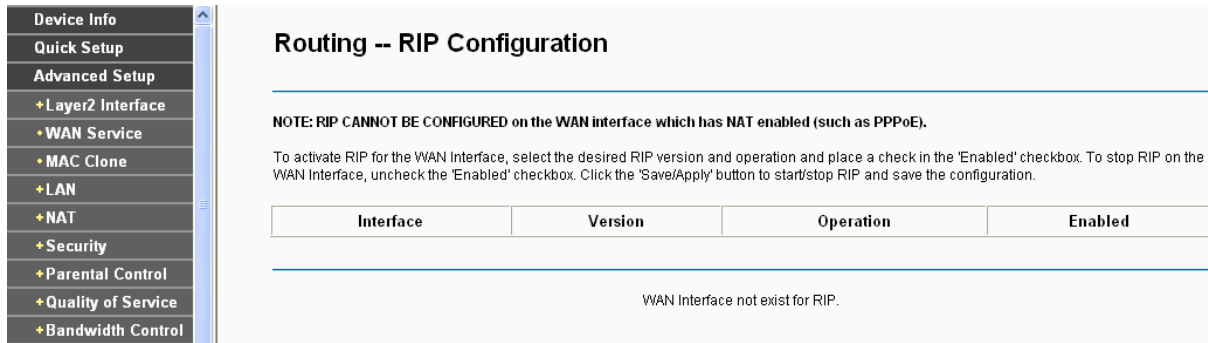 Device Info
Quick Setup
Advanced Setup
+Layer2 Interface
•WAN Service
•MAC Clone
+LAN
+NAT
+Security
+Parental Control
+Quality of Service
+Bandwidth Control
Routing -- RIP Configuration
NOTE: RIP CANNOT BE CONFIGURED on the WAN interface which has NAT enabled (such as PPPoE).
To activate RIP for the WAN Interface, select the desired RIP version and operation and place a check in the 'Enabled' checkbox. To stop RIP on the
WAN Interface, uncheck the 'Enabled' checkbox. Click the 'Save/Apply' button to start/stop RIP and save the configuration.
Interface Version Operation Enabled
WAN Interface not exist for RIP.